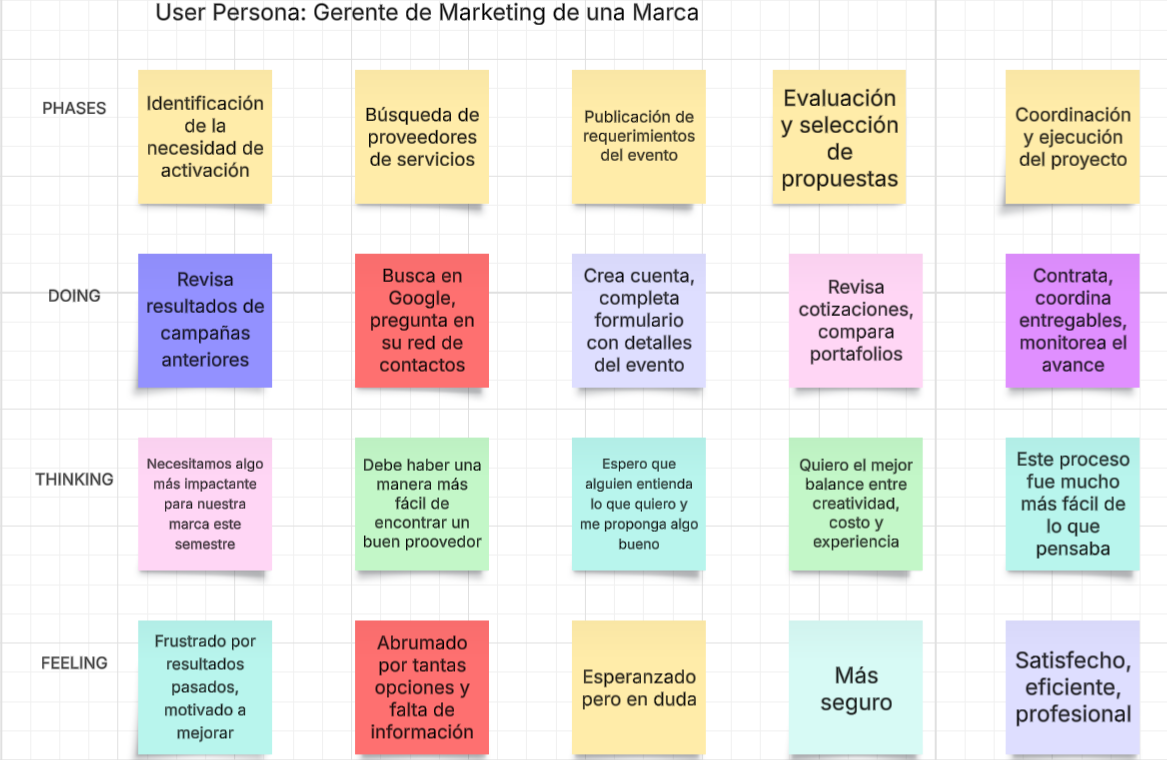 User Persona: Gerente de Marketing de una Marca
PHASES
Identificación
de la
necesidad de
activación
Búsqueda de
proveedores
de servicios
Publicación de
requerimientos
del evento
Evaluación
y selección
de
propuestas
Coordinación
y ejecución
del proyecto
DOING
Revisa
resultados de
campañas
anteriores
Busca en
Google,
pregunta en
su red de
contactos
Crea cuenta,
completa
formulario
con detalles
del evento
Revisa
cotizaciones,
compara
portafolios
Contrata,
coordina
entregables,
monitorea el
avance
THINKING
Necesitamos algo
más impactante
para nuestra
marca este
semestre
Debe haber una
manera más
fácil de
encontrar un
buen proovedor
Espero que
alguien entienda
lo que quiero y
me proponga algo
bueno
Quiero el mejor
balance entre
creatividad,
costo y
experiencia
Este proceso
fue mucho
más fácil de
lo que
pensaba
FEELING
Frustrado por
resultados
pasados,
motivado a
mejorar
Abrumado
por tantas
opciones y
falta de
información
Esperanzado
pero en duda
Más
seguro
Satisfecho,
eficiente,
profesional